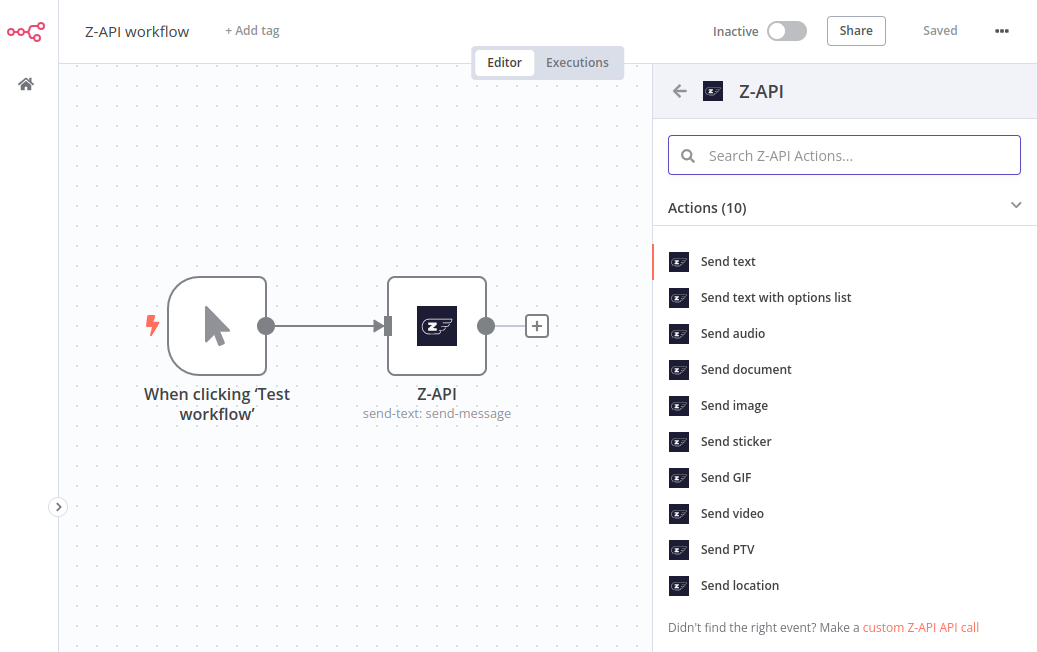 Z-API workflow
+ Add tag
Inactive
Share
Saved
Editor
Executions
Z-API
Search Z-API Actions...
Actions (10)
Send text
Send text with options list
Send audio
Send document
Send image
Send sticker
Send GIF
Send video
Send PTV
Send location
Didn't find the right event? Make a custom Z-API API call
When clicking ‘Test
workflow’
Z-API
send-text: send-message